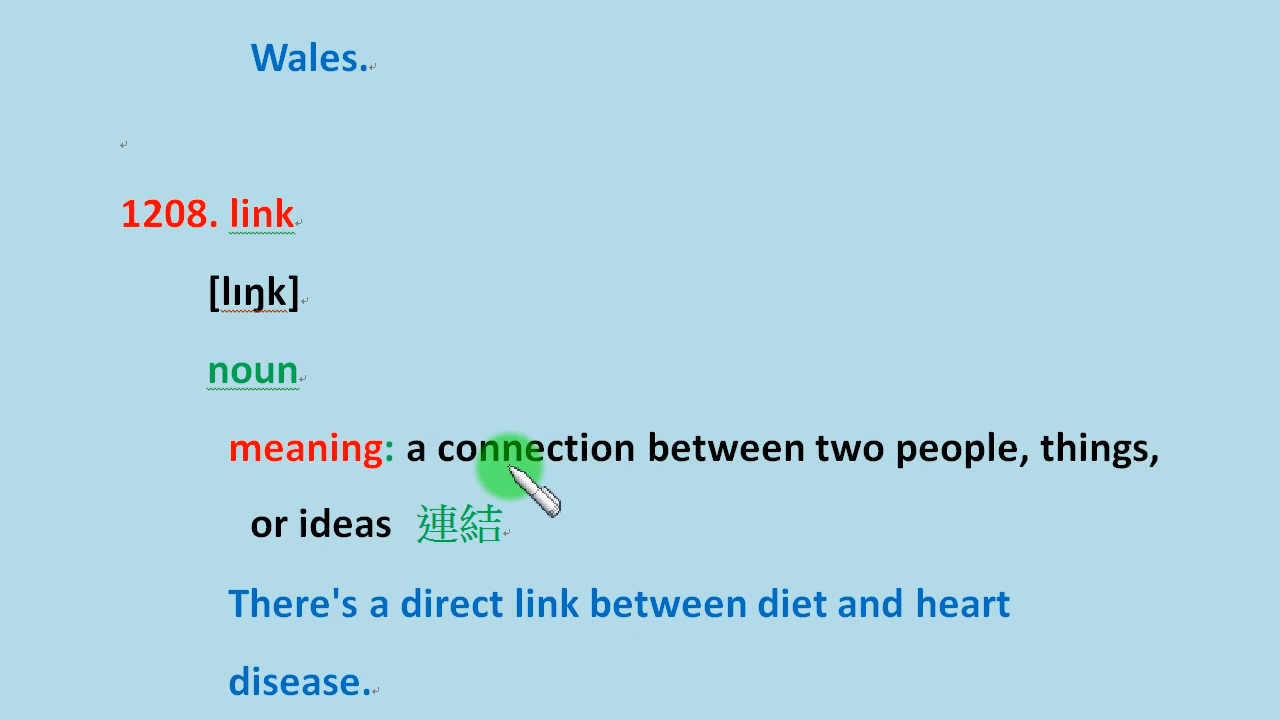 Wales.
1208. link
[lıŋk]
noun
meaning: a connection between two people, things,
or ideas 連結
There's a direct link between diet and heart
disease.